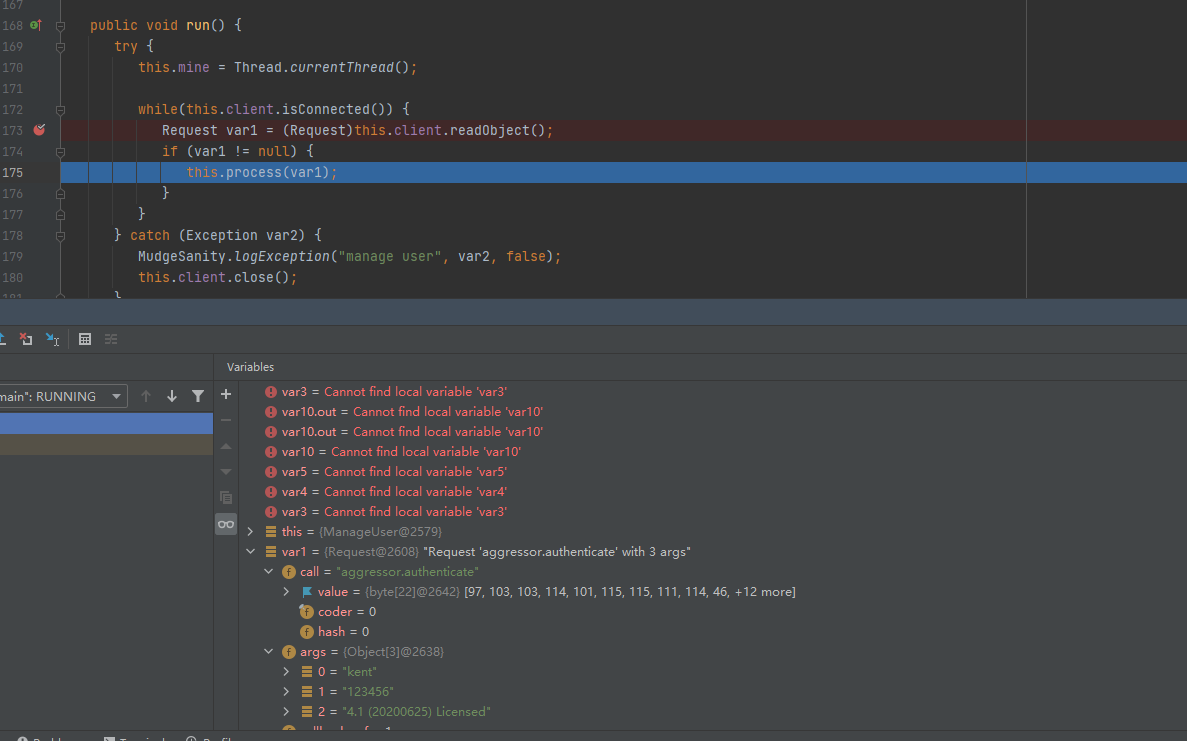 167
168 public void run() {
169 try {
170 this.mine = Thread.currentThread();
171
172 while(this.client.isConnected()) {
173 Request var1 = (Request)this.client.readObject();
174 if (var1 != null) {
175 this.process(var1);
176 }
177 }
178 } catch (Exception var2) {
179 MudgeSanity.logException("manage user", var2, false);
180 this.client.close();
181 }
Variables
main": RUNNING
var3 = Cannot find local variable 'var3'
var10.out = Cannot find local variable 'var10'
var10.out = Cannot find local variable 'var10'
var10 = Cannot find local variable 'var10'
var5 = Cannot find local variable 'var5'
var4 = Cannot find local variable 'var4'
var3 = Cannot find local variable 'var3'
this = {ManageUser@2579}
var1 = {Request@2608} "Request 'aggressor.authenticate' with 3 args"
call = "aggressor.authenticate"
value = {byte[22]@2642} [97, 103, 103, 114, 101, 115, 115, 111, 114, 46, +12 more]
coder = 0
hash = 0
args = {Object[3]@2638}
0 = "kent"
1 = "123456"
2 = "4.1 (20200625) Licensed"